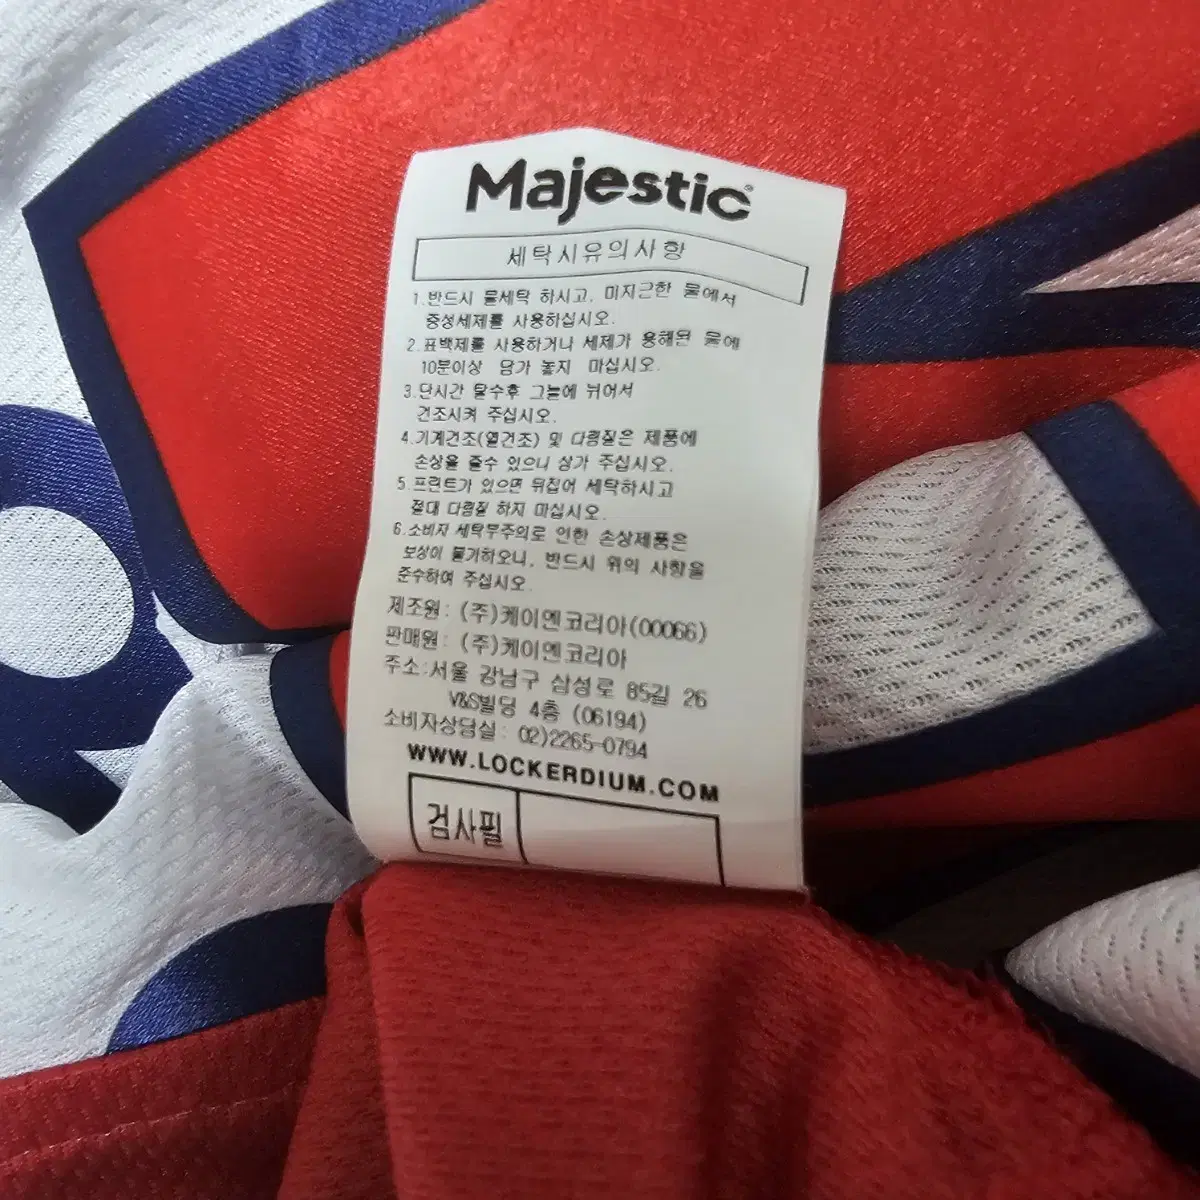 Majestic
세탁시유의사항
1.반드시 물세탁 하시고, 미지근한 물에서
중성세제를 사용하십시오.
2.표백제를 사용하거나 세제가 용해된 물에
10분이상 담가 놓지 마십시오.
3.단시간 탈수후 그늘에 뉘어서
건조시켜 주십시오.
4.기계건조(열건조) 및 다림질은 제품에
손상을 줄수 있으니 삼가 주십시오.
5.프린트가 있으면 뒤집어 세탁하시고
절대 다림질 하지 마십시오.
6.소비자 세탁부주의로 인한 손상제품은
보상이 불가하오니, 반드시 위의 사항을
준수하여 주십시오.
제조원: (주)케이엔코리아(00066)
판매원: (주)케이엔코리아
주소:서울 강남구 삼성로 85길 26
V&S빌딩 4층 (06194)
소비자상담실: 02)2265-0794
WWW.LOCKERDIUM.COM
검사필